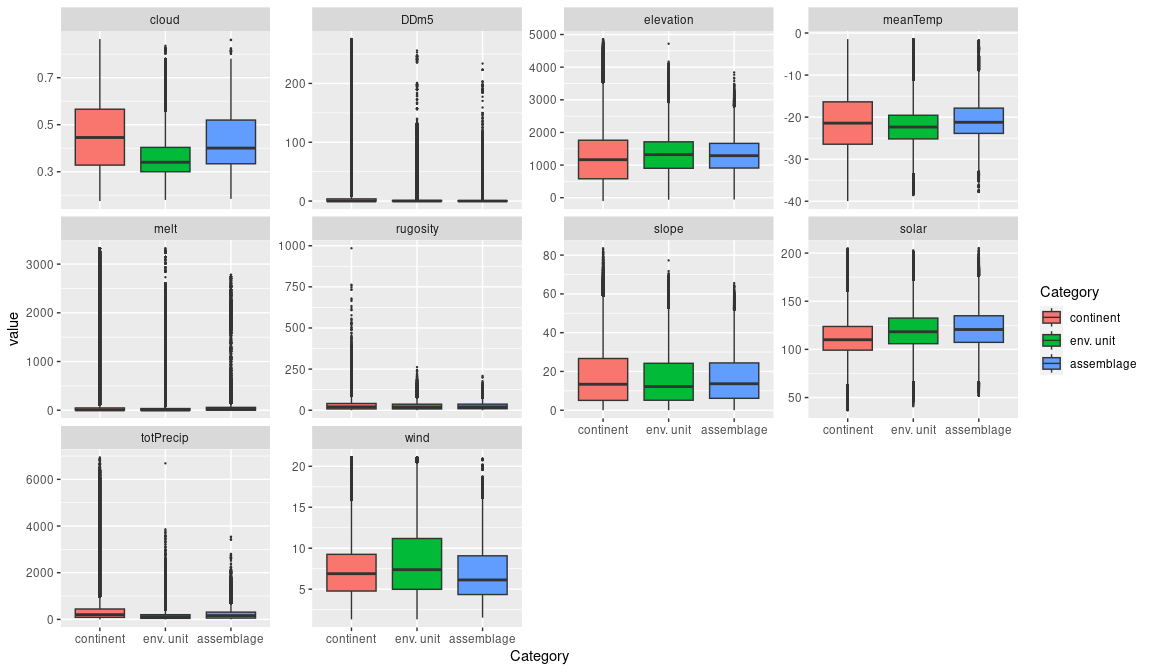 cloud
DDm5
elevation
meanTemp
0.7
0.5
0.3
200
100
0
5000
4000
3000
2000
1000
0
0
-10
-20
-30
-40
melt
rugosity
slope
solar
3000
2000
1000
0
1000
750
500
250
0
80
60
40
20
0
200
150
100
50
continent
env. unit
assemblage
continent
env. unit
assemblage
totPrecip
wind
6000
4000
2000
0
20
15
10
5
continent
env. unit
assemblage
continent
env. unit
assemblage
value
Category
Category
continent
env. unit
assemblage